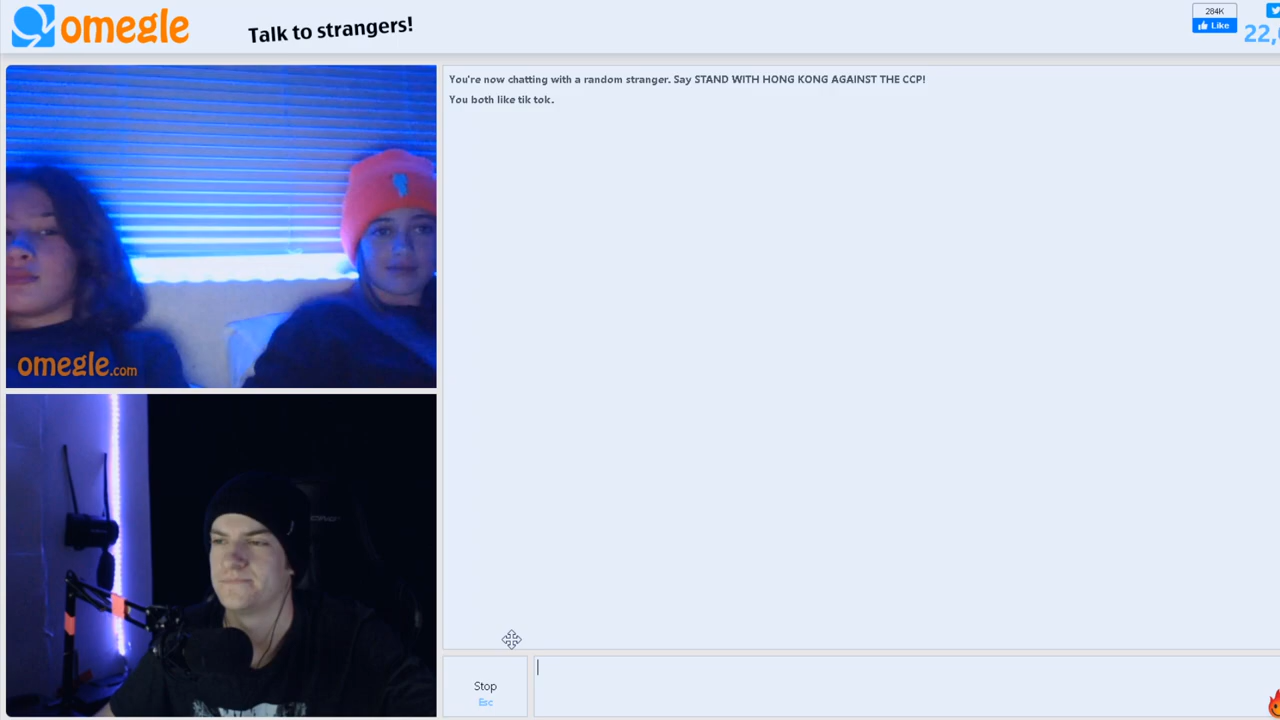 omegle
Talk to strangers!
284K
Like
22,
You're now chatting with a random stranger. Say STAND WITH HONG KONG AGAINST THE CCP!
You both like tik tok.
omegle.com
Stop
Esc